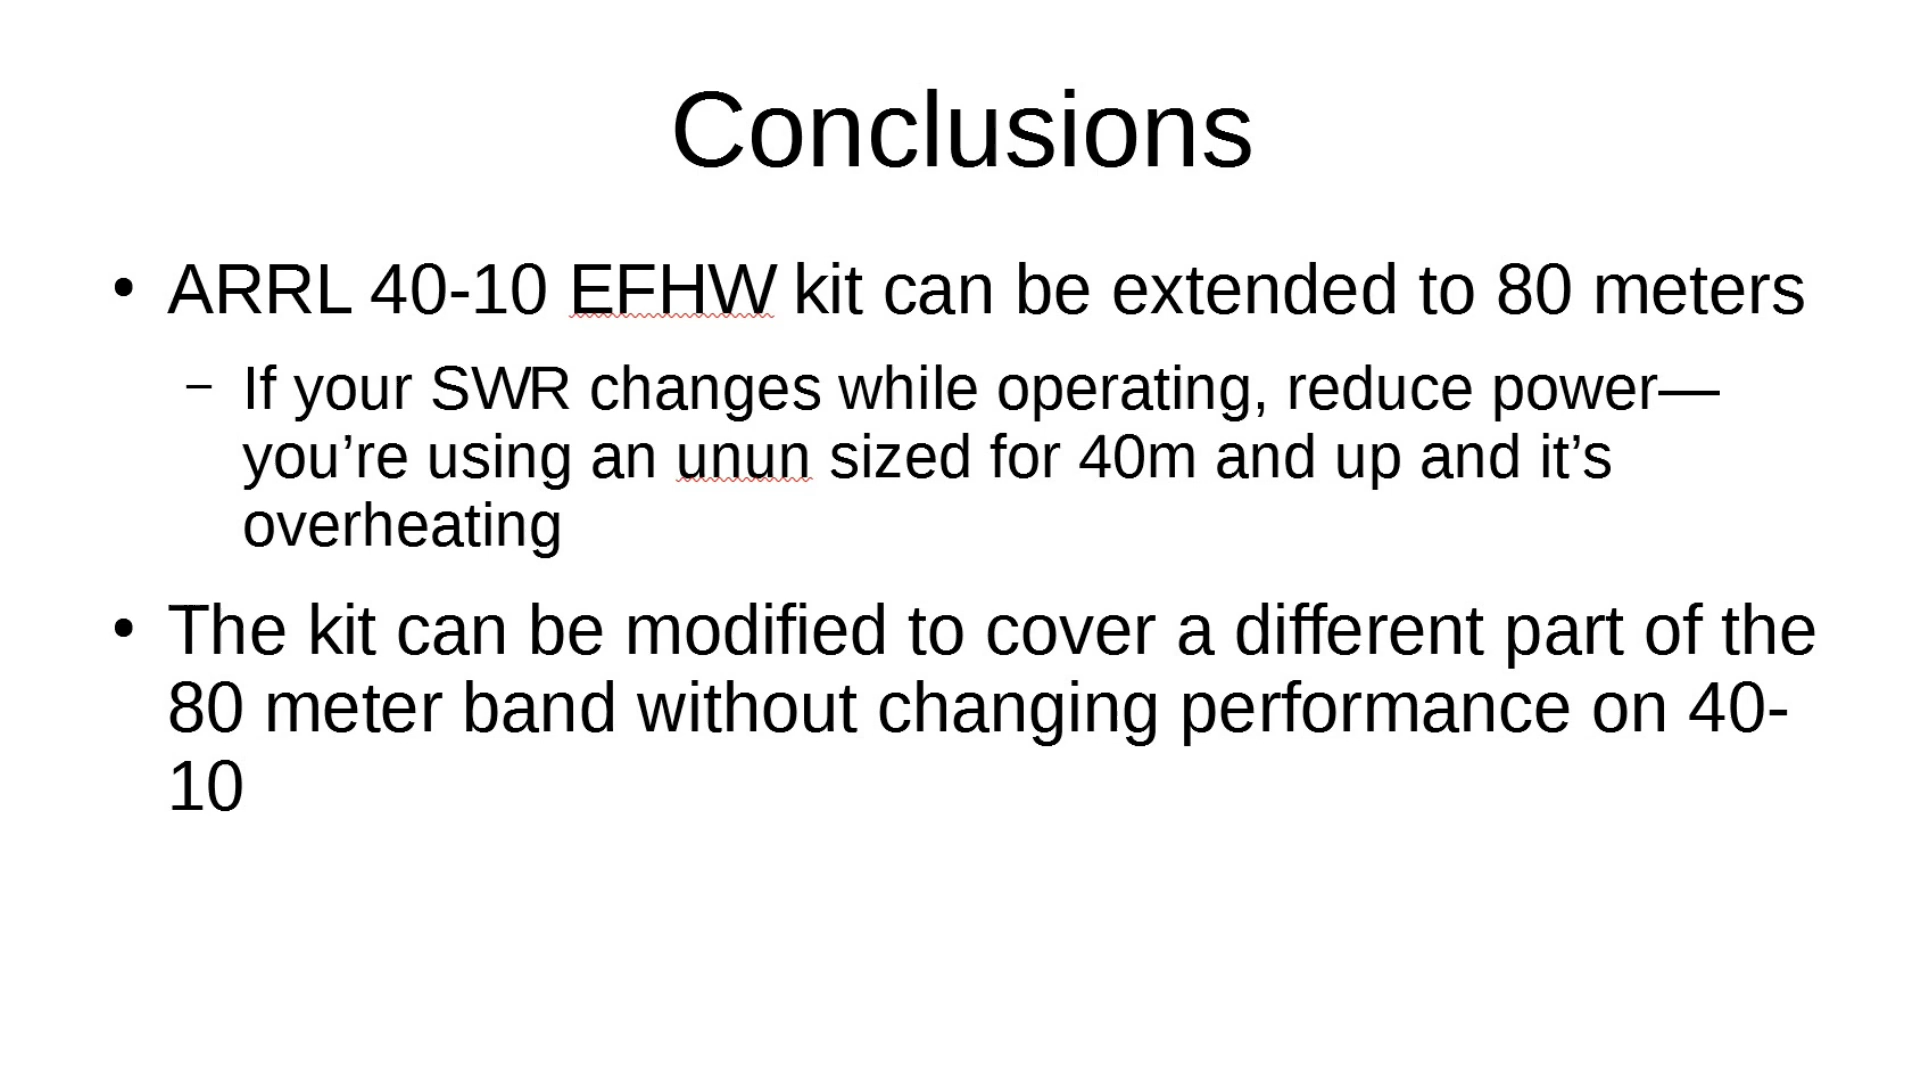 Conclusions
• ARRL 40-10 EFHW kit can be extended to 80 meters
– If your SWR changes while operating, reduce power—
you’re using an unun sized for 40m and up and it’s
overheating
• The kit can be modified to cover a different part of the
80 meter band without changing performance on 40-
10